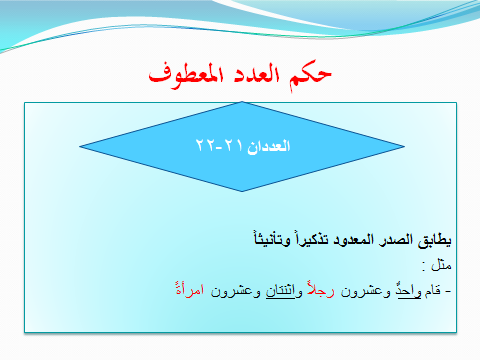 حكم العدد المعطوف
العددان ٢١-٢٢
يطابق الصدر المعدود تذكيراً وتأنيثاً
مثل :
- قام واحدٌ وعشرون رجلاً واثنتان وعشرون امرأةً